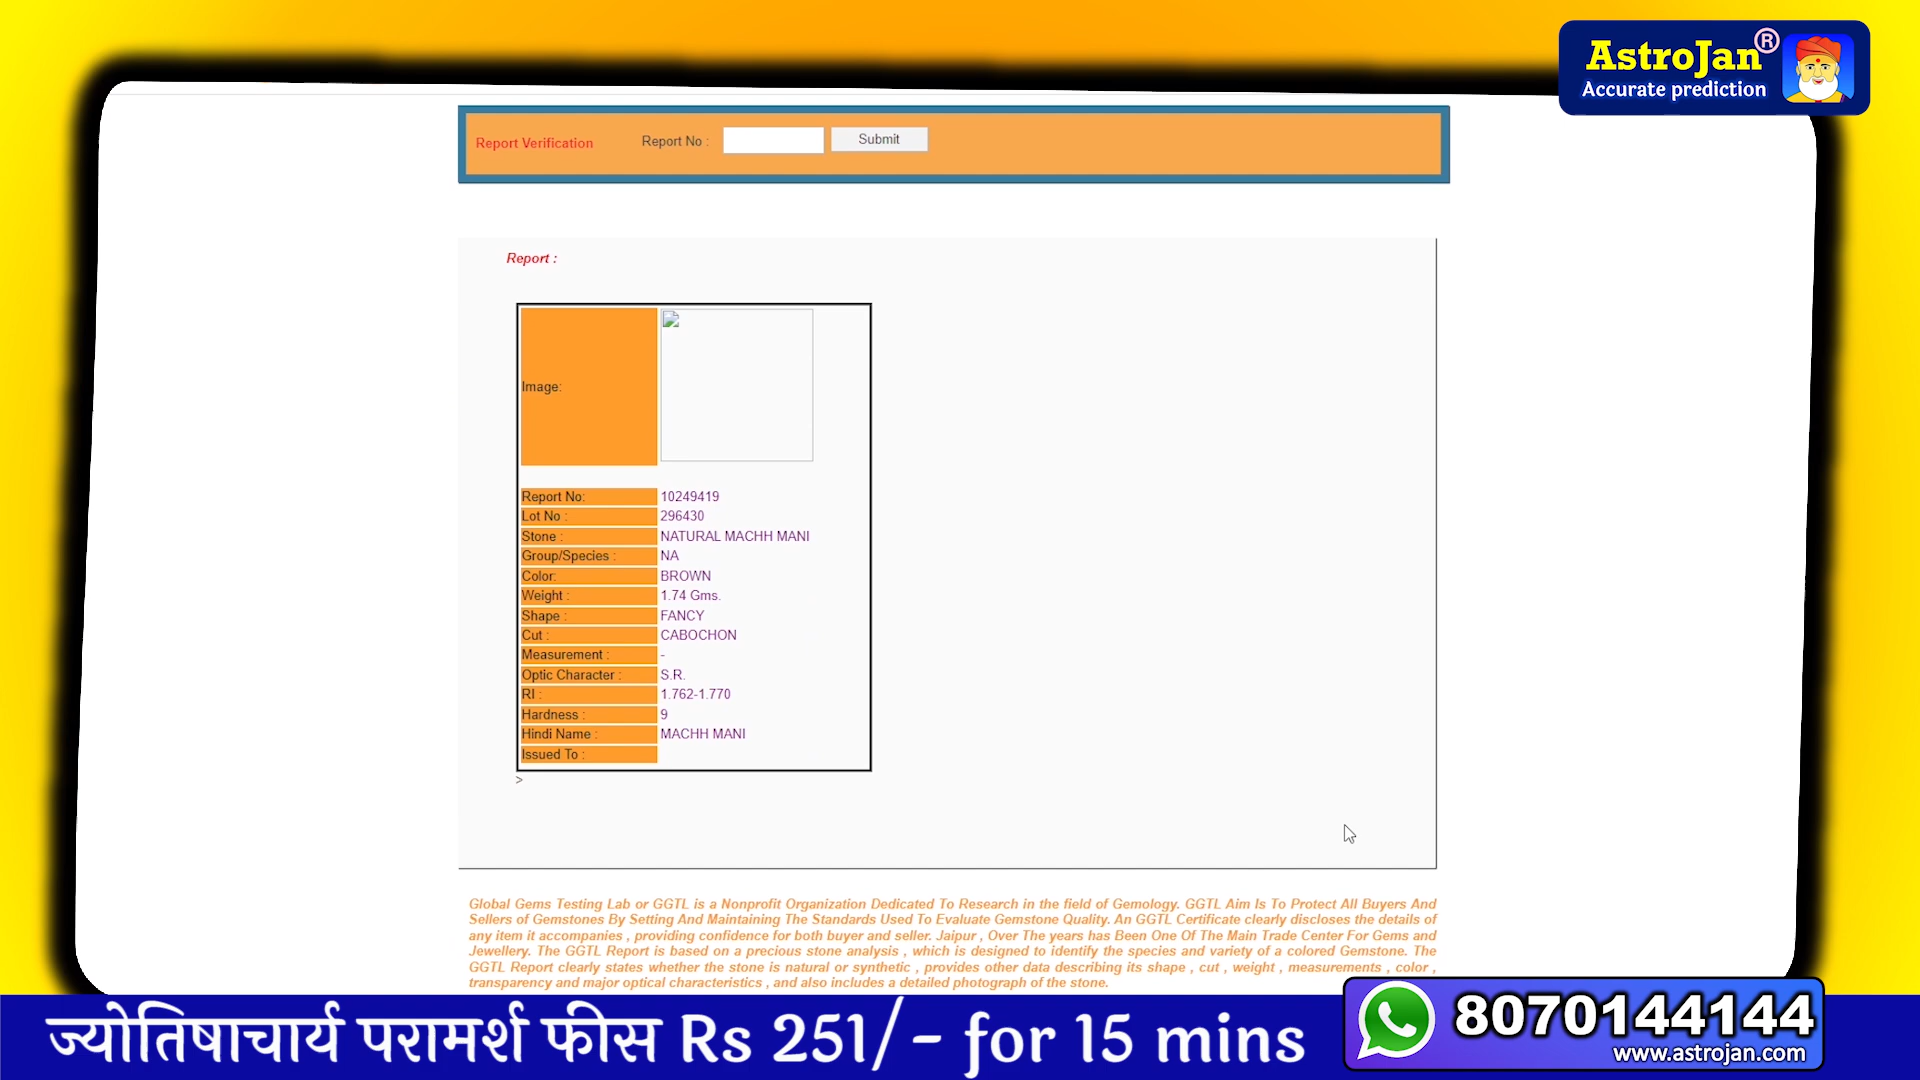 AstroJan®
Accurate prediction
Report Verification
Report No :
Submit
Report :
Image:
Report No: 10249419
Lot No : 296430
Stone : NATURAL MACHH MANI
Group/Species : NA
Color: BROWN
Weight : 1.74 Gms.
Shape : FANCY
Cut : CABOCHON
Measurement : -
Optic Character : S.R.
RI : 1.762-1.770
Hardness : 9
Hindi Name : MACHH MANI
Issued To :
>
Global Gems Testing Lab or GGTL is a Nonprofit Organization Dedicated To Research in the field of Gemology. GGTL Aim Is To Protect All Buyers And
Sellers of Gemstones By Setting And Maintaining The Standards Used To Evaluate Gemstone Quality. An GGTL Certificate clearly discloses the details of
any item it accompanies , providing confidence for both buyer and seller. Jaipur , Over The years has Been One Of The Main Trade Center For Gems and
Jewellery. The GGTL Report is based on a precious stone analysis , which is designed to identify the species and variety of a colored Gemstone. The
GGTL Report clearly states whether the stone is natural or synthetic , provides other data describing its shape , cut , weight , measurements , color ,
transparency and major optical characteristics , and also includes a detailed photograph of the stone.
ज्योतिषाचार्य परामर्श फीस Rs 251/- for 15 mins
8070144144
www.astrojan.com